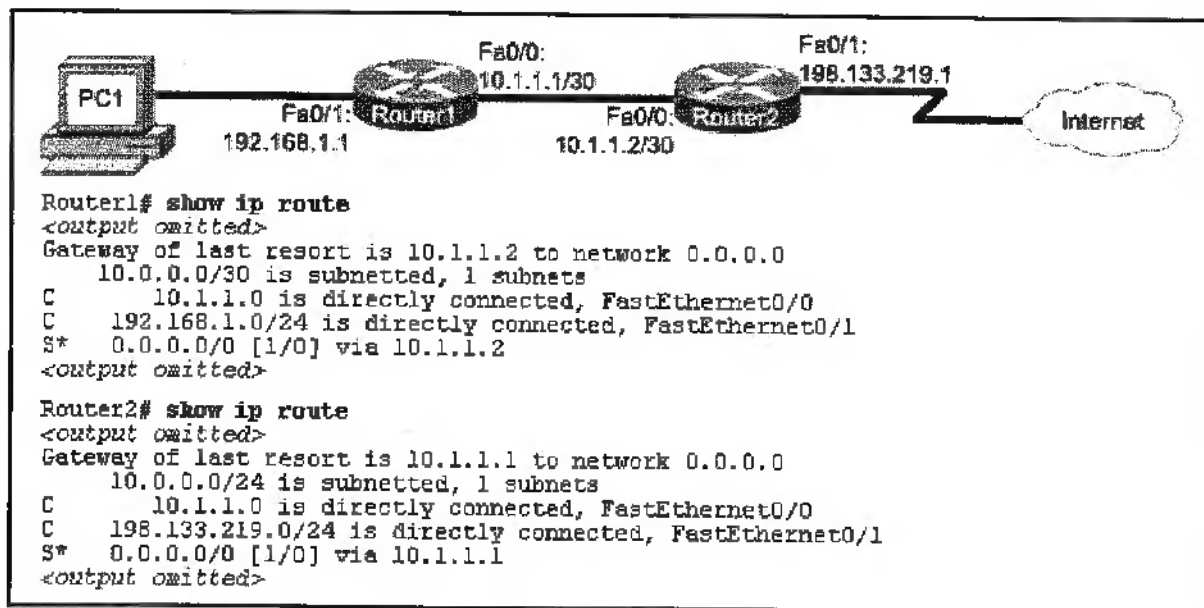 Fa0/0:
10.1.1.1/30
Fa0/1:
198.133.219.1
PC1
Fa0/1:
192.168.1.1
Router1
Fa0/0:
10.1.1.2/30
Router2
Internet
Router1# show ip route
<output omitted>
Gateway of last resort is 10.1.1.2 to network 0.0.0.0
10.0.0.0/30 is subnetted, 1 subnets
C 10.1.1.0 is directly connected, FastEthernet0/0
C 192.168.1.0/24 is directly connected, FastEthernet0/1
S* 0.0.0.0/0 [1/0] via 10.1.1.2
<output omitted>
Router2# show ip route
<output omitted>
Gateway of last resort is 10.1.1.1 to network 0.0.0.0
10.0.0.0/24 is subnetted, 1 subnets
C 10.1.1.0 is directly connected, FastEthernet0/0
C 198.133.219.0/24 is directly connected, FastEthernet0/1
S* 0.0.0.0/0 [1/0] via 10.1.1.1
<output omitted>